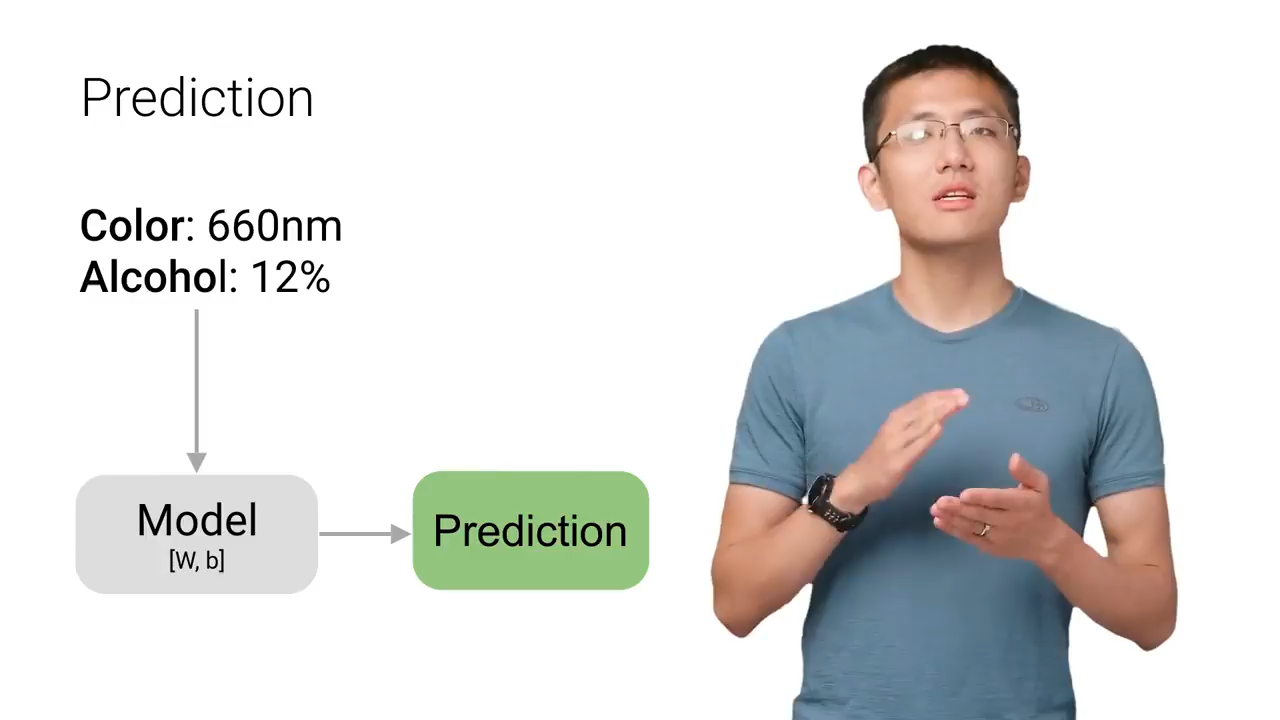 Prediction
Color: 660nm
Alcohol: 12%
Model
[W, b]
Prediction